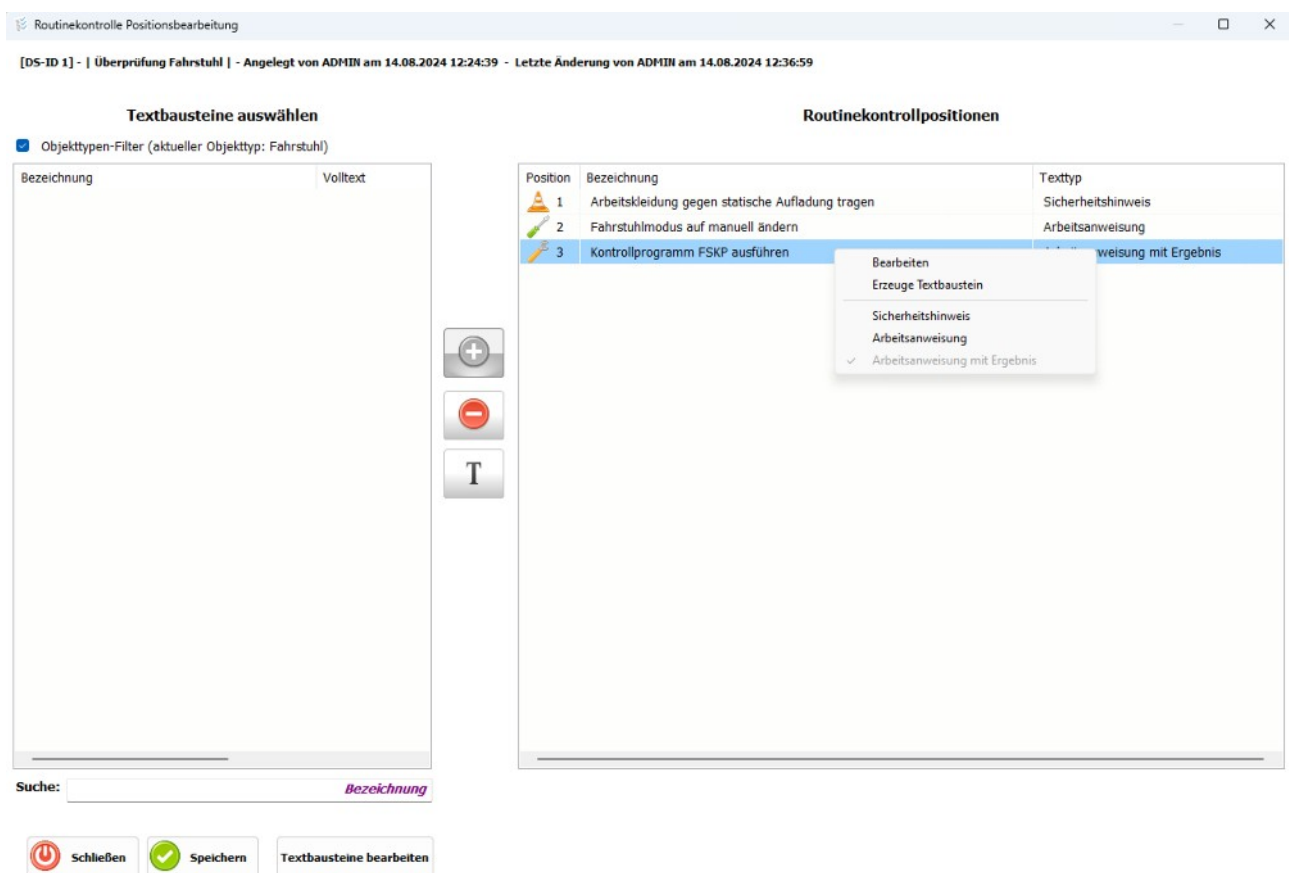 Routinekontrolle Positionsbearbeitung
[DS-ID 1] - | Überprüfung Fahrstuhl | - Angelegt von ADMIN am 14.08.2024 12:24:39 - Letzte Änderung von ADMIN am 14.08.2024 12:36:59
Textbausteine auswählen
Objekttypen-Filter (aktueller Objekttyp: Fahrstuhl)
Bezeichnung Volltext
Routinekontrollpositionen
Position Bezeichnung Texttyp
1 Arbeitskleidung gegen statische Aufladung tragen Sicherheitshinweis
2 Fahrstuhlmodus auf manuell ändern Arbeitsanweisung
3 Kontrollprogramm FSKP ausführen weisung mit Ergebnis
Bearbeiten
Erzeuge Textbaustein
Sicherheitshinweis
Arbeitsanweisung
Arbeitsanweisung mit Ergebnis
T
Suche: Bezeichnung
Schließen Speichern Textbausteine bearbeiten